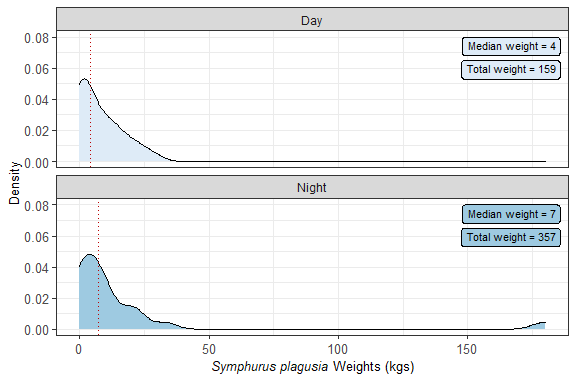 Day
0.08
0.06
0.04
0.02
0.00
Median weight = 4
Total weight = 159
Night
0.08
0.06
0.04
0.02
0.00
Median weight = 7
Total weight = 357
Density
0 50 100 150
Symphurus plagusia Weights (kgs)